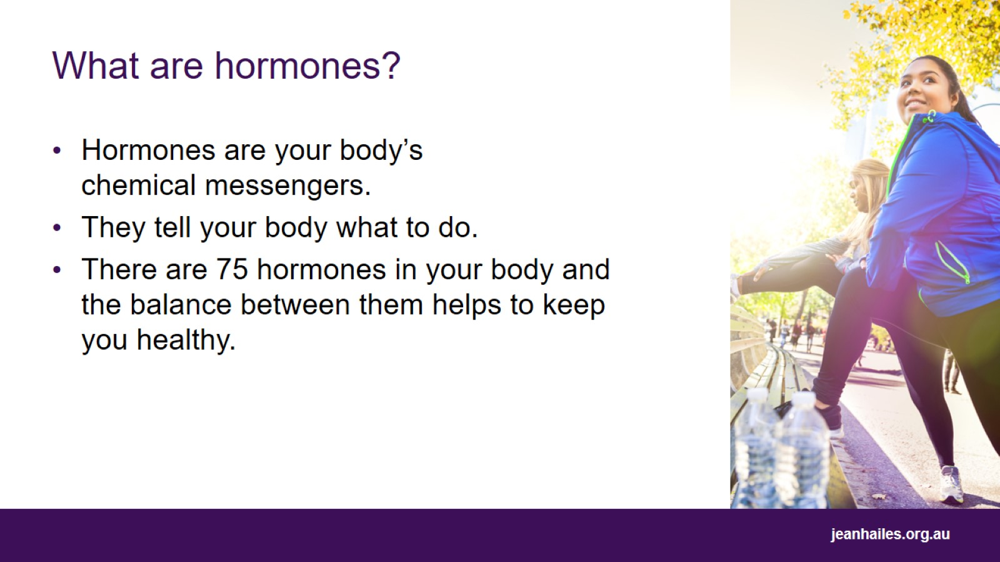 What are hormones?
• Hormones are your body’s
chemical messengers.
• They tell your body what to do.
• There are 75 hormones in your body and
the balance between them helps to keep
you healthy.
jeanhailes.org.au